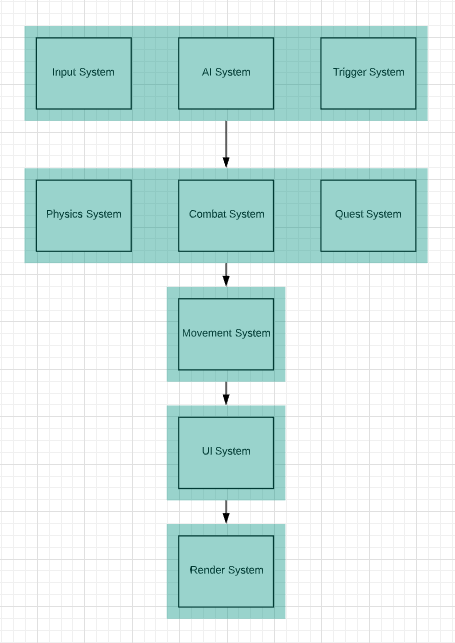 Input System
AI System
Trigger System
Physics System
Combat System
Quest System
Movement System
UI System
Render System